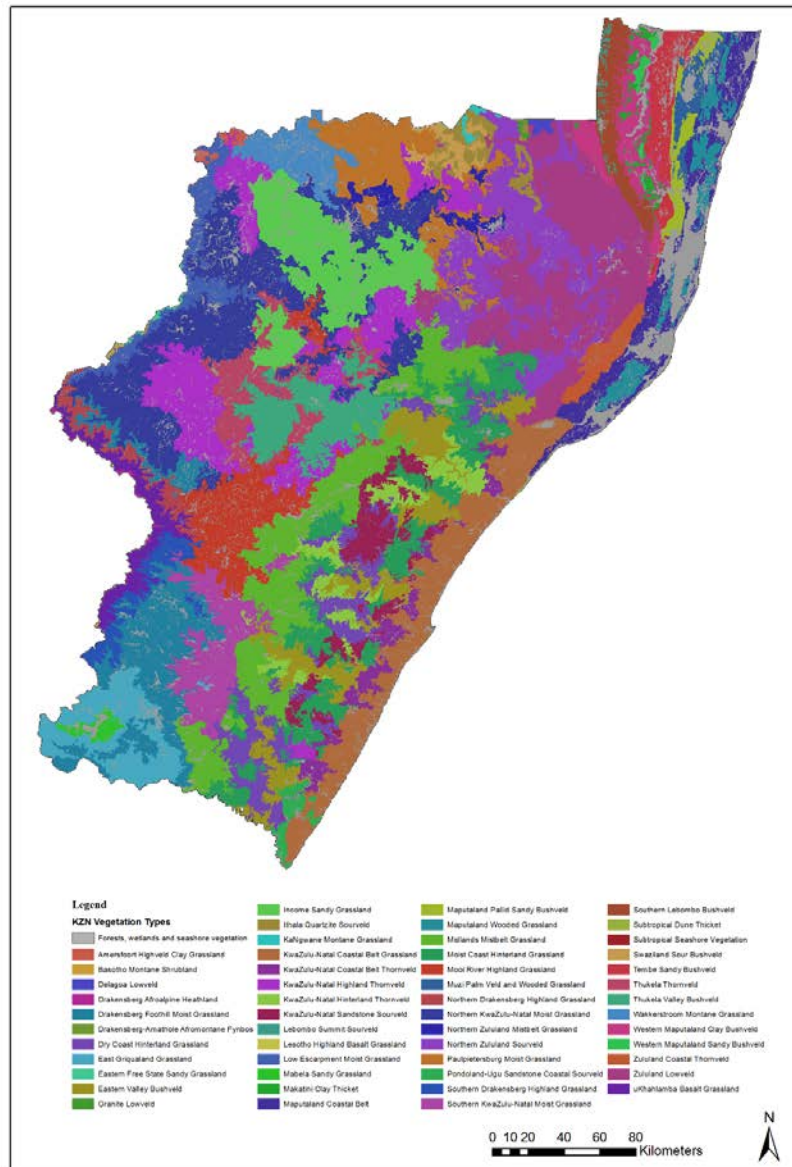 Legend
KZN Vegetation Types
Forests, wetlands and seashore vegetation
Amersfoort Highveld Clay Grassland
Basotho Montane Shrubland
Delagoa Lowveld
Drakensberg Afroalpine Heathland
Drakensberg Foothill Moist Grassland
Drakensberg-Amathole Afromontane Fynbos
Dry Coast Hinterland Grassland
East Griqualand Grassland
Eastern Free State Sandy Grassland
Eastern Valley Bushveld
Granite Lowveld
Income Sandy Grassland
Ithala Quartzite Sourveld
KaNgwane Montane Grassland
KwaZulu-Natal Coastal Belt Grassland
KwaZulu-Natal Coastal Belt Thornveld
KwaZulu-Natal Highland Thornveld
KwaZulu-Natal Hinterland Thornveld
KwaZulu-Natal Sandstone Sourveld
Lebombo Summit Sourveld
Lesotho Highland Basalt Grassland
Low Escarpment Moist Grassland
Mabela Sandy Grassland
Makatini Clay Thicket
Maputaland Coastal Belt
Maputaland Pallid Sandy Bushveld
Maputaland Wooded Grassland
Midlands Mistbelt Grassland
Moist Coast Hinterland Grassland
Mooi River Highland Grassland
Muzi Palm Veld and Wooded Grassland
Northern Drakensberg Highland Grassland
Northern KwaZulu-Natal Moist Grassland
Northern Zululand Mistbelt Grassland
Northern Zululand Sourveld
Paulpietersburg Moist Grassland
Pondoland-Ugu Sandstone Coastal Sourveld
Southern Drakensberg Highland Grassland
Southern KwaZulu-Natal Moist Grassland
Southern Lebombo Bushveld
Subtropical Dune Thicket
Subtropical Seashore Vegetation
Swaziland Sour Bushveld
Tembe Sandy Bushveld
Thukela Thornveld
Thukela Valley Bushveld
Wakkerstroom Montane Grassland
Western Maputaland Clay Bushveld
Western Maputaland Sandy Bushveld
Zululand Coastal Thornveld
Zululand Lowveld
uKhahlamba Basalt Grassland
N
0 10 20 40 60 80
Kilometers